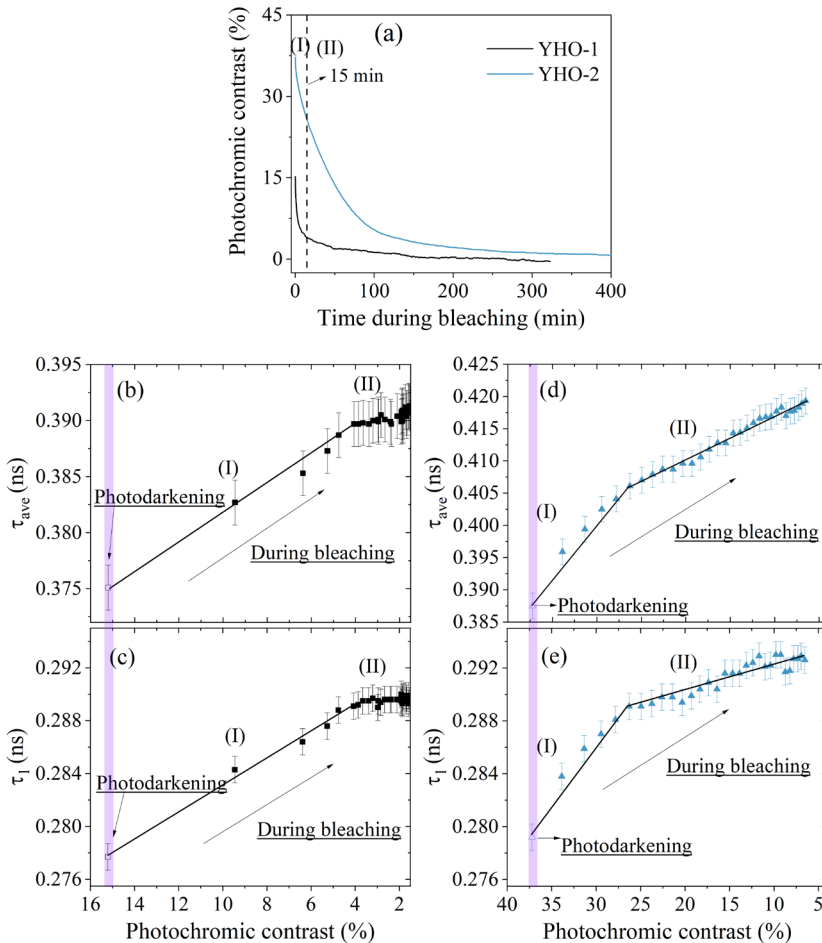 45
30
15
0
Photochromic contrast (%)
(a)
(I)
(II)
15 min
YHO-1
YHO-2
0 100 200 300 400
Time during bleaching (min)
0.395
0.390
0.385
0.380
0.375
τave (ns)
(b)
(I)
(II)
Photodarkening
During bleaching
0.292
0.288
0.284
0.280
0.276
τ1 (ns)
(c)
(I)
(II)
Photodarkening
During bleaching
16 14 12 10 8 6 4 2
Photochromic contrast (%)
0.425
0.420
0.415
0.410
0.405
0.400
0.395
0.390
0.385
τave (ns)
(d)
(I)
(II)
During bleaching
Photodarkening
0.292
0.288
0.284
0.280
0.276
τ1 (ns)
(e)
(I)
(II)
During bleaching
Photodarkening
40 35 30 25 20 15 10 5
Photochromic contrast (%)